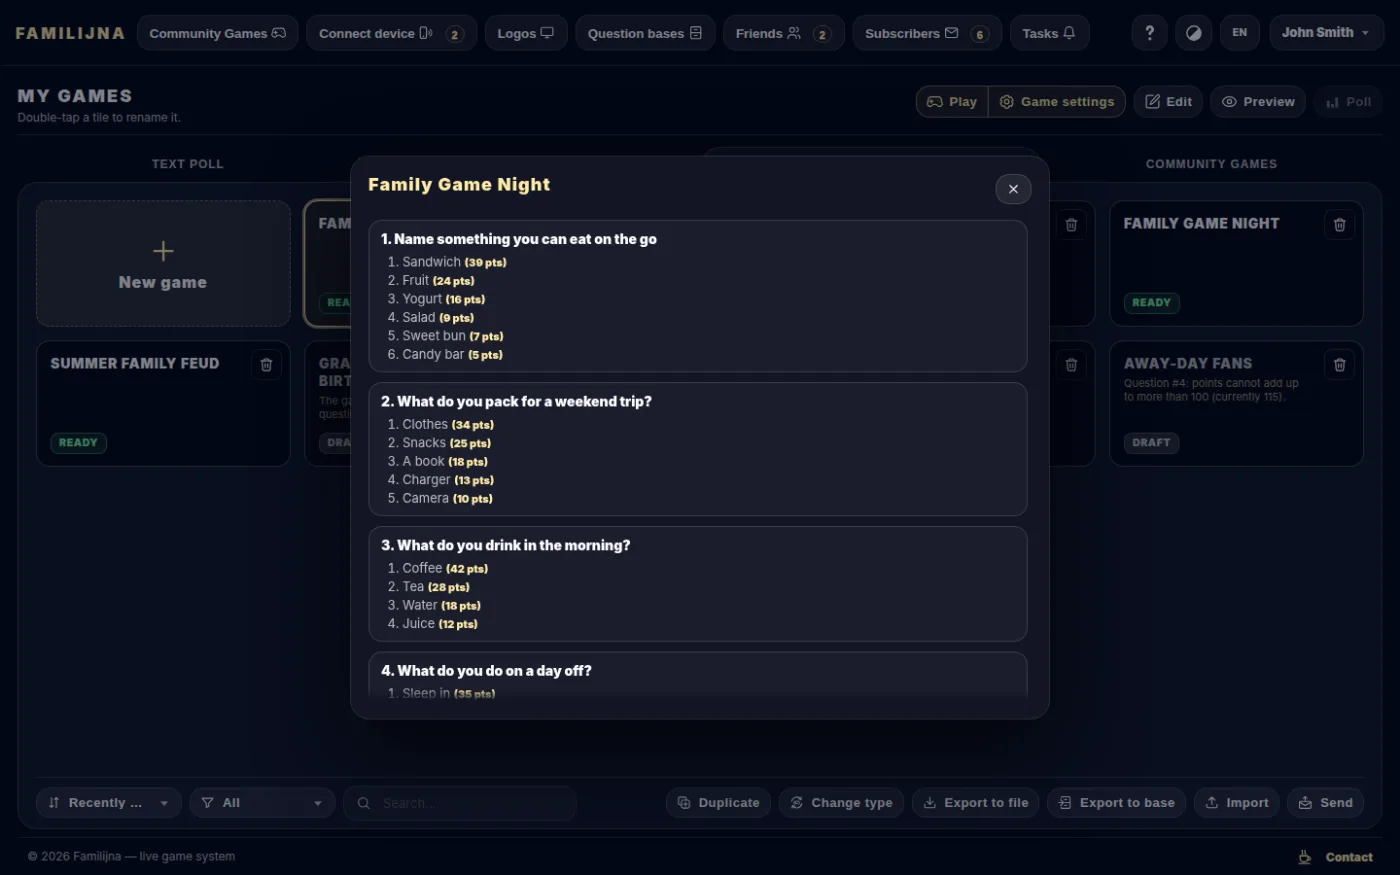 FAMILIJNA
Community Games
Connect device 2
Logos
Question bases
Friends 2
Subscribers 6
Tasks
?
EN
John Smith
MY GAMES
Double-tap a tile to rename it.
Play
Game settings
Edit
Preview
Poll
TEXT POLL
COMMUNITY GAMES
New game
FAM
REA
FAMILY GAME NIGHT
READY
SUMMER FAMILY FEUD
READY
GRA
BIRT
The ga
questi
DRA
AWAY-DAY FANS
Question #4: points cannot add up
to more than 100 (currently 115).
DRAFT
Family Game Night
1. Name something you can eat on the go
1. Sandwich (39 pts)
2. Fruit (24 pts)
3. Yogurt (16 pts)
4. Salad (9 pts)
5. Sweet bun (7 pts)
6. Candy bar (5 pts)
2. What do you pack for a weekend trip?
1. Clothes (34 pts)
2. Snacks (25 pts)
3. A book (18 pts)
4. Charger (13 pts)
5. Camera (10 pts)
3. What do you drink in the morning?
1. Coffee (42 pts)
2. Tea (28 pts)
3. Water (18 pts)
4. Juice (12 pts)
4. What do you do on a day off?
1. Sleep in (35 pts)
Recently ...
All
Search...
Duplicate
Change type
Export to file
Export to base
Import
Send
© 2026 Familijna — live game system
Contact